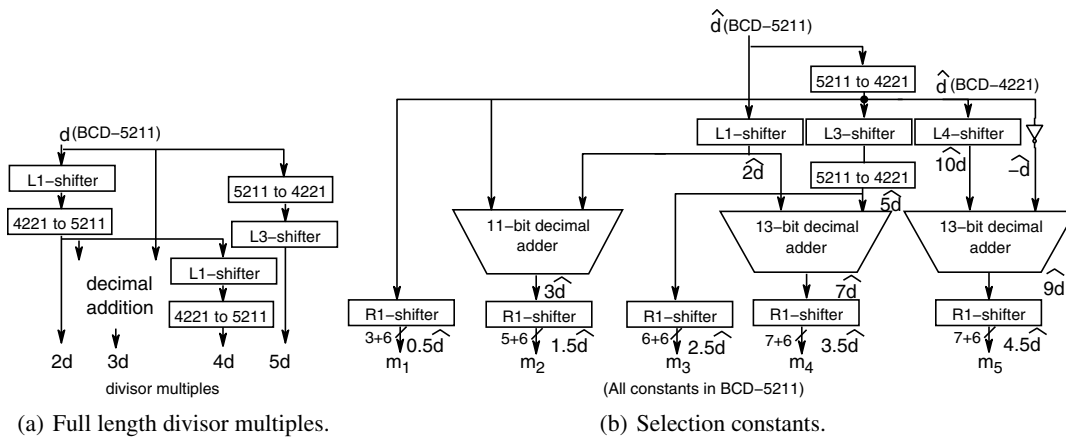 d(BCD−5211)
L1−shifter
4221 to 5211
5211 to 4221
L3−shifter
L1−shifter
4221 to 5211
decimal
addition
2d 3d 4d 5d
divisor multiples
(a) Full length divisor multiples.
d̂(BCD−5211)
5211 to 4221
d̂(BCD−4221)
L1−shifter L3−shifter L4−shifter
2d̂ 10d̂ −d̂
5211 to 4221
5d̂
11−bit decimal
adder
13−bit decimal
adder
13−bit decimal
adder
3d̂ 7d̂ 9d̂
R1−shifter R1−shifter R1−shifter R1−shifter R1−shifter
3+6 0.5d̂ 5+6 1.5d̂ 6+6 2.5d̂ 7+6 3.5d̂ 7+6 4.5d̂
m1 m2 m3 m4 m5
(All constants in BCD−5211)
(b) Selection constants.